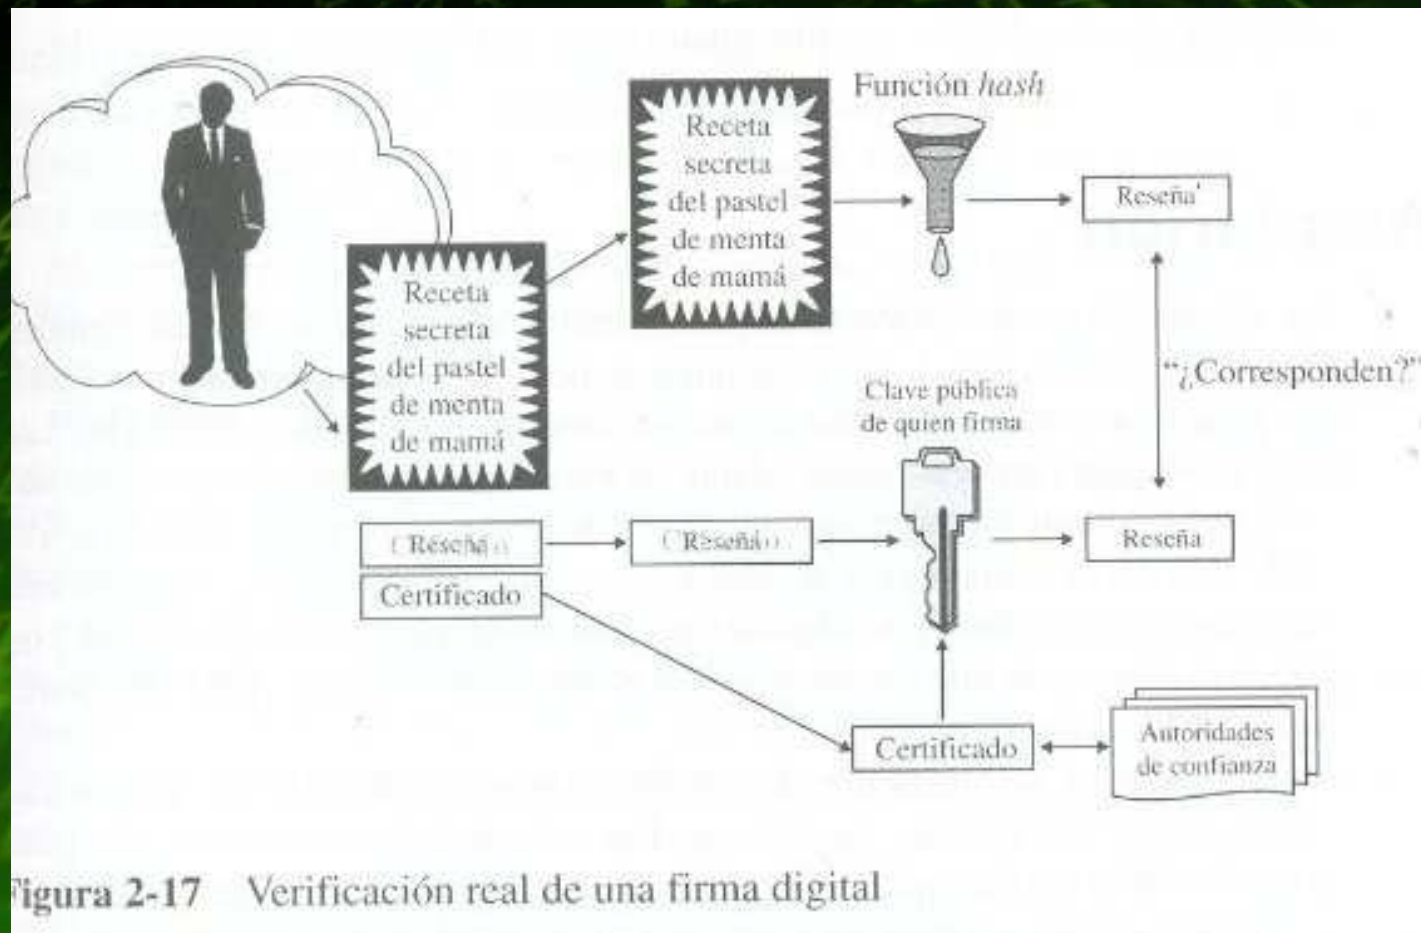 Función hash
Receta
secreta
del pastel
de menta
de mamá
Reseña'
Receta
secreta
del pastel
de menta
de mamá
“¿Corresponden?”
Clave pública
de quien firma
Reseña
Reseña
Reseña
Certificado
Certificado
Autoridades
de confianza
igura 2-17 Verificación real de una firma digital